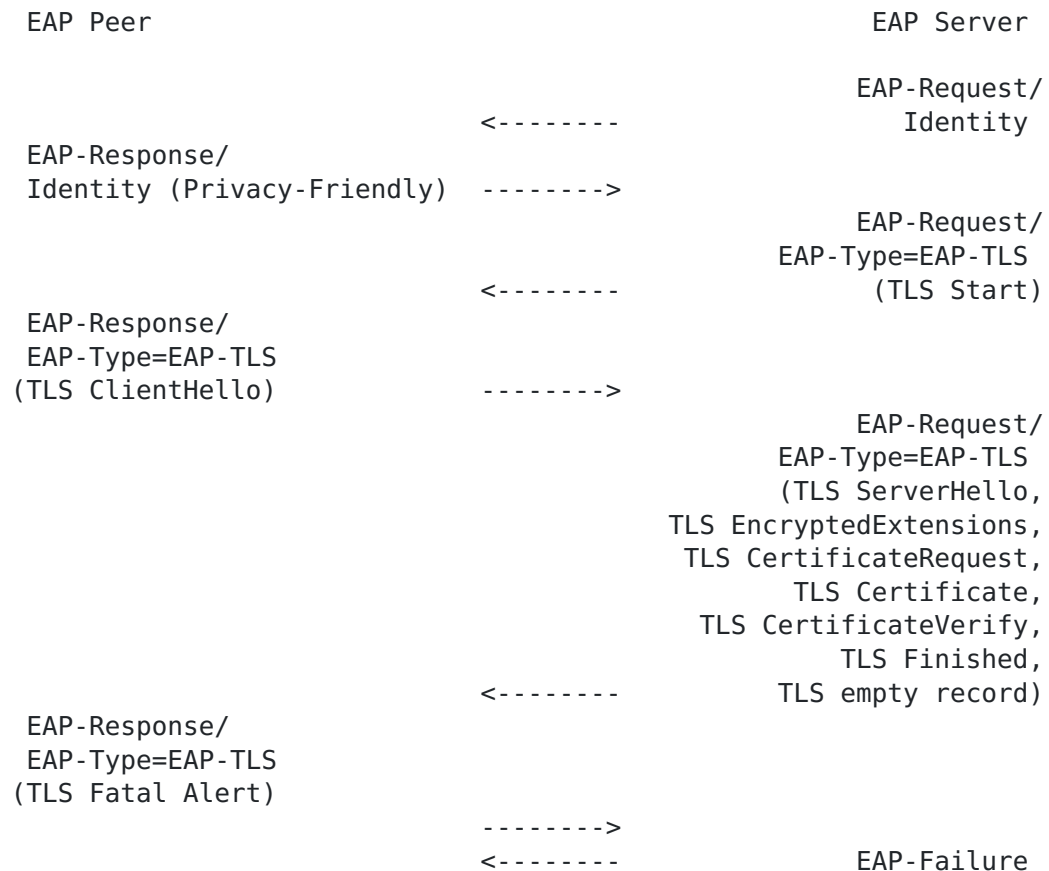 EAP Peer                                              EAP Server
                                                     EAP-Request/
                              <--------                 Identity
EAP-Response/
Identity (Privacy-Friendly)   -------->
                                                     EAP-Request/
                                                EAP-Type=EAP-TLS
                              <--------               (TLS Start)
EAP-Response/
EAP-Type=EAP-TLS
(TLS ClientHello)             -------->
                                                     EAP-Request/
                                                EAP-Type=EAP-TLS
                                                (TLS ServerHello,
                                         TLS EncryptedExtensions,
                                          TLS CertificateRequest,
                                                 TLS Certificate,
                                           TLS CertificateVerify,
                                                    TLS Finished,
                              <--------         TLS empty record)
EAP-Response/
EAP-Type=EAP-TLS
(TLS Fatal Alert)
                              -------->
                              <--------              EAP-Failure